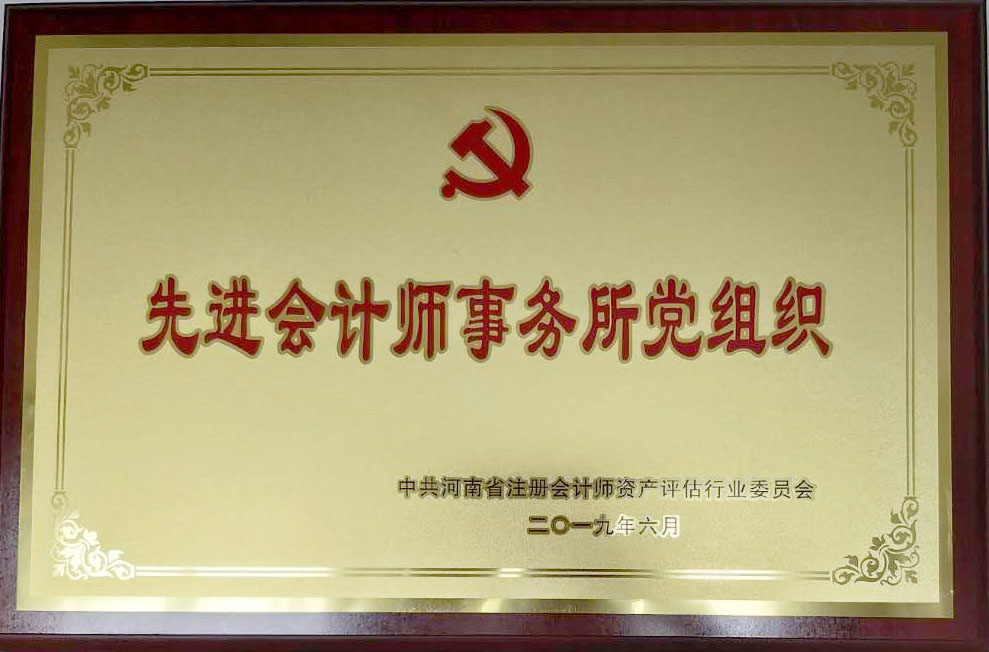 先进会计师事务所党组织
中共河南省注册会计师资产评估行业委员会
二〇一九年六月